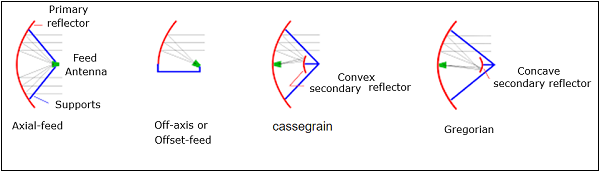 Primary
reflector
Feed
Antenna
Supports
Axial-feed
Off-axis or
Offset-feed
Convex
secondary reflector
cassegrain
Concave
secondary reflector
Gregorian